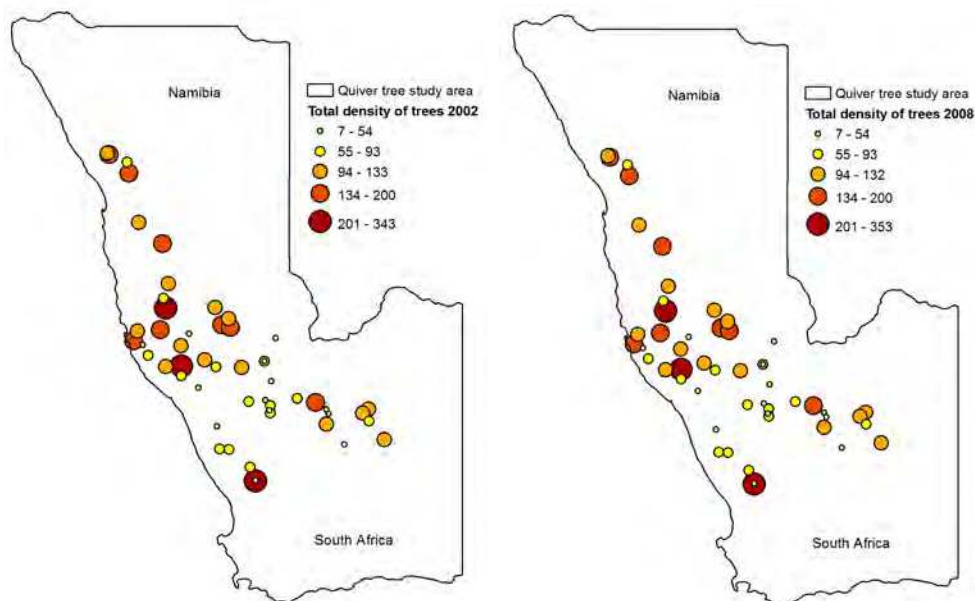 Namibia
Quiver tree study area
Total density of trees 2002
7 - 54
55 - 93
94 - 133
134 - 200
201 - 343
South Africa
Namibia
Quiver tree study area
Total density of trees 2008
7 - 54
55 - 93
94 - 132
134 - 200
201 - 353
South Africa